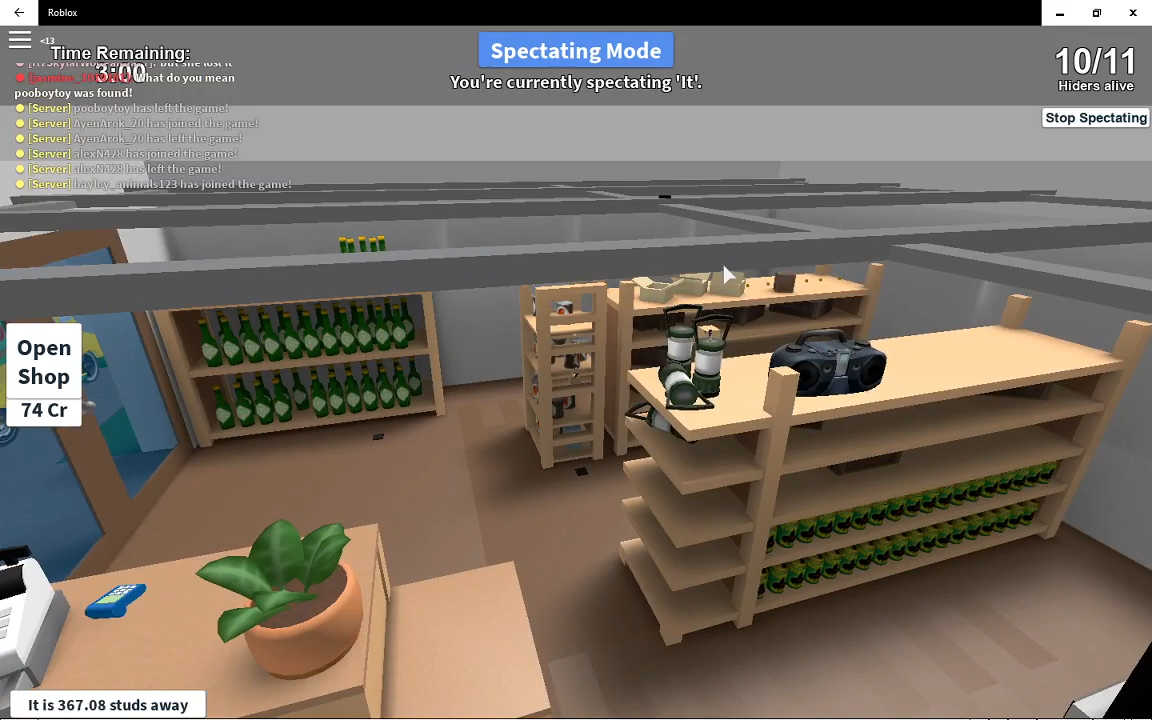 Roblox
<13
Time Remaining:
3:00
What do you mean
pooboytoy was found!
[Server] pooboytoy has left the game!
[Server] AyenArok_20 has joined the game!
[Server] AyenArok_20 has left the game!
[Server] alexN428 has joined the game!
[Server] alexN428 has left the game!
[Server] hayley_animals123 has joined the game!
Spectating Mode
You're currently spectating 'It'.
10/11
Hiders alive
Stop Spectating
Open
Shop
74 Cr
It is 367.08 studs away